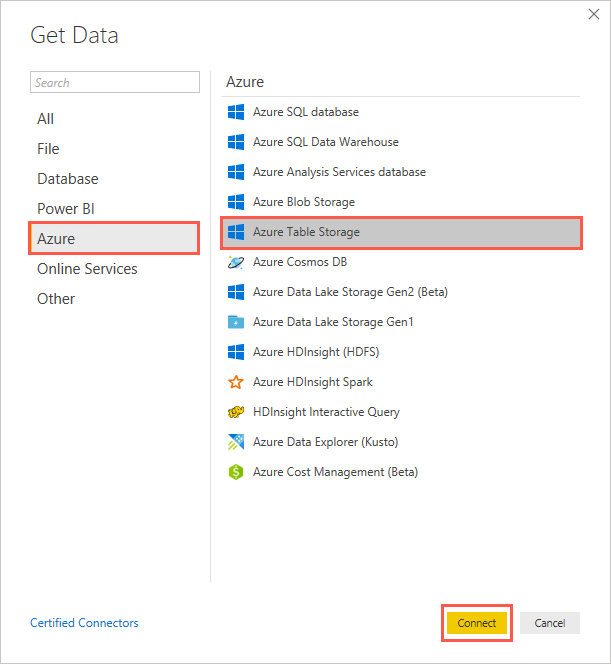 Get Data
Search
All
File
Database
Power BI
Azure
Online Services
Other
Azure
Azure SQL database
Azure SQL Data Warehouse
Azure Analysis Services database
Azure Blob Storage
Azure Table Storage
Azure Cosmos DB
Azure Data Lake Storage Gen2 (Beta)
Azure Data Lake Storage Gen1
Azure HDInsight (HDFS)
Azure HDInsight Spark
HDInsight Interactive Query
Azure Data Explorer (Kusto)
Azure Cost Management (Beta)
Certified Connectors
Connect
Cancel